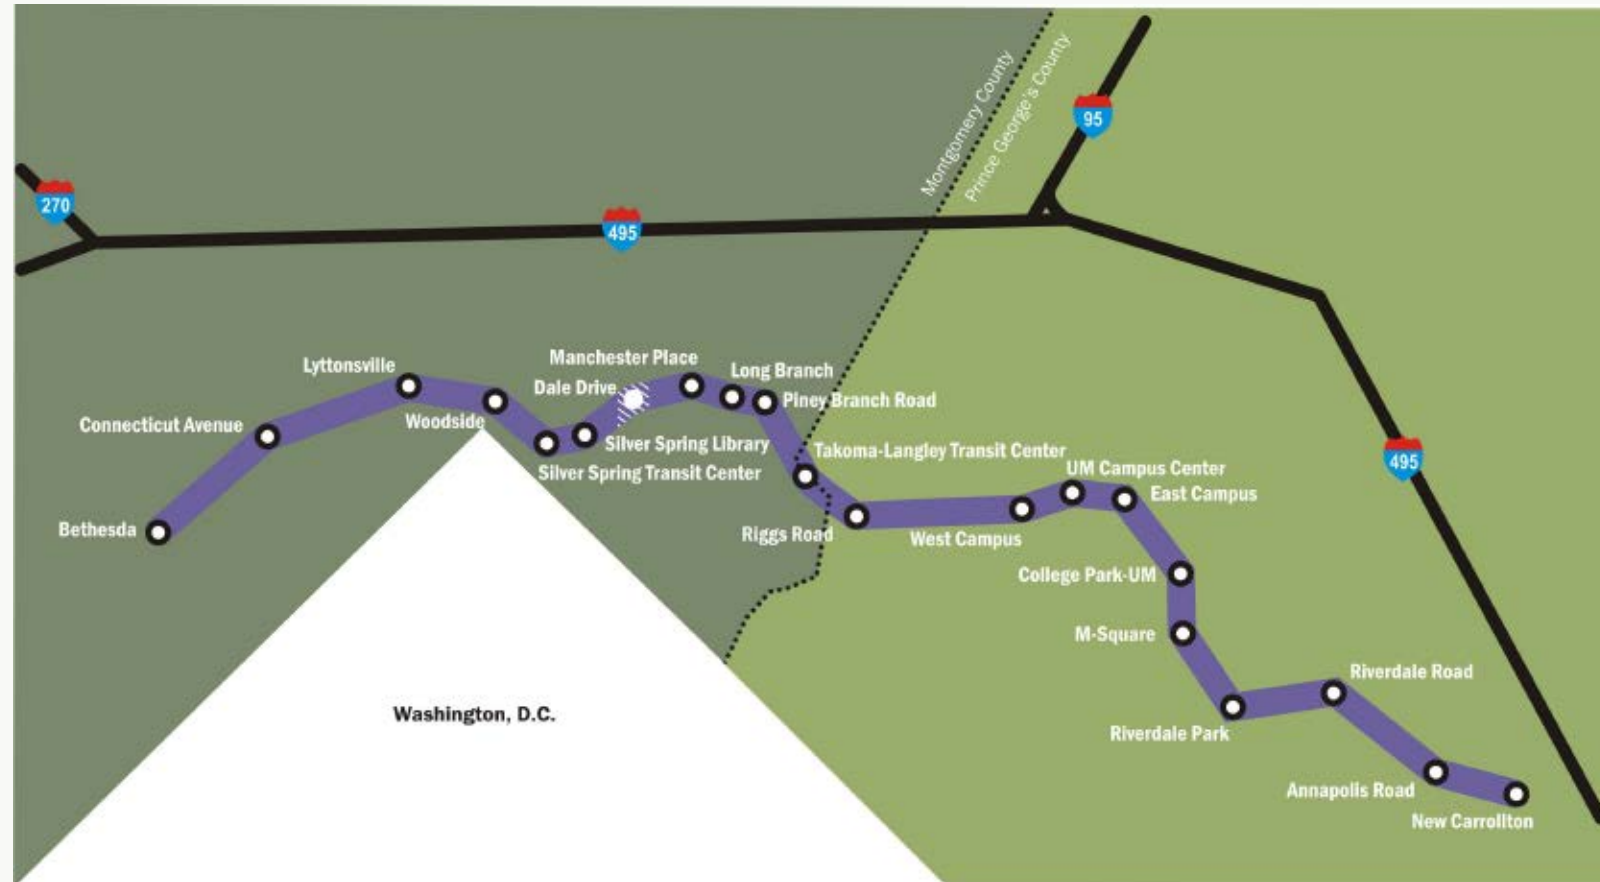 Montgomery County
Prince George's County
95
270
495
Manchester Place
Lyttonsville
Long Branch
Dale Drive
Piney Branch Road
Connecticut Avenue
Woodside
Silver Spring Library
Takoma-Langley Transit Center
495
Silver Spring Transit Center
UM Campus Center
East Campus
Bethesda
Riggs Road
West Campus
College Park-UM
M-Square
Riverdale Road
Washington, D.C.
Riverdale Park
Annapolis Road
New Carrollton